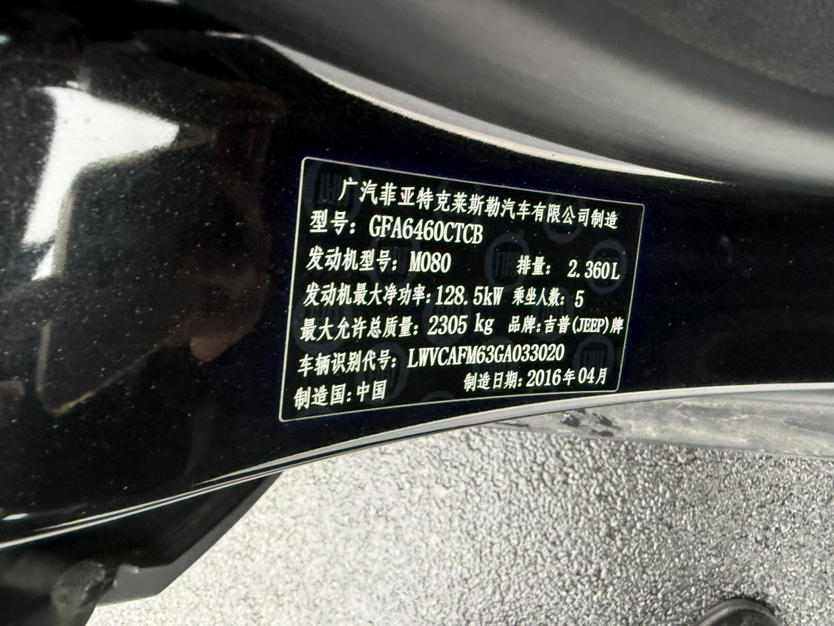 广汽菲亚特克莱斯勒汽车有限公司制造
型号: GFA6460CTCB
发动机型号: M080 排量: 2.360L
发动机最大净功率: 128.5kW 乘坐人数: 5
最大允许总质量: 2305 kg 品牌: 吉普(JEEP)牌
车辆识别代号: LWVCAFM63GA033020
制造国: 中国 制造日期: 2016年04月